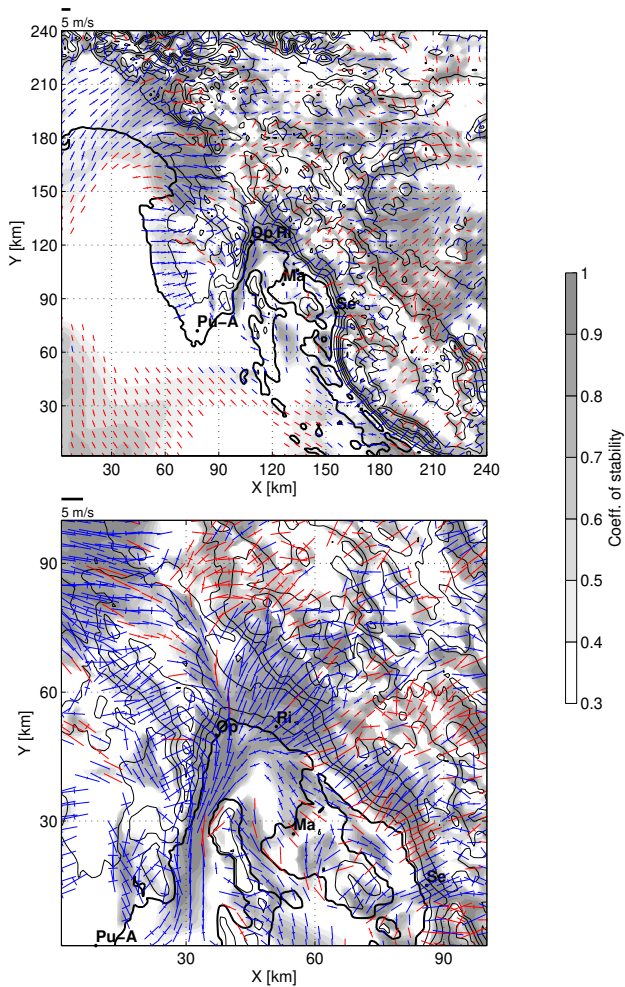 5 m/s
240
210
180
150
120
90
60
30
Y [km]
Op Ri
Ma
Se
Pu-A
30 60 90 120 150 180 210 240
X [km]
5 m/s
90
60
30
Y [km]
Op
Ri
Ma
Se
Pu-A
30 60 90
X [km]
1
0.9
0.8
0.7
0.6
0.5
0.4
0.3
Coeff. of stability